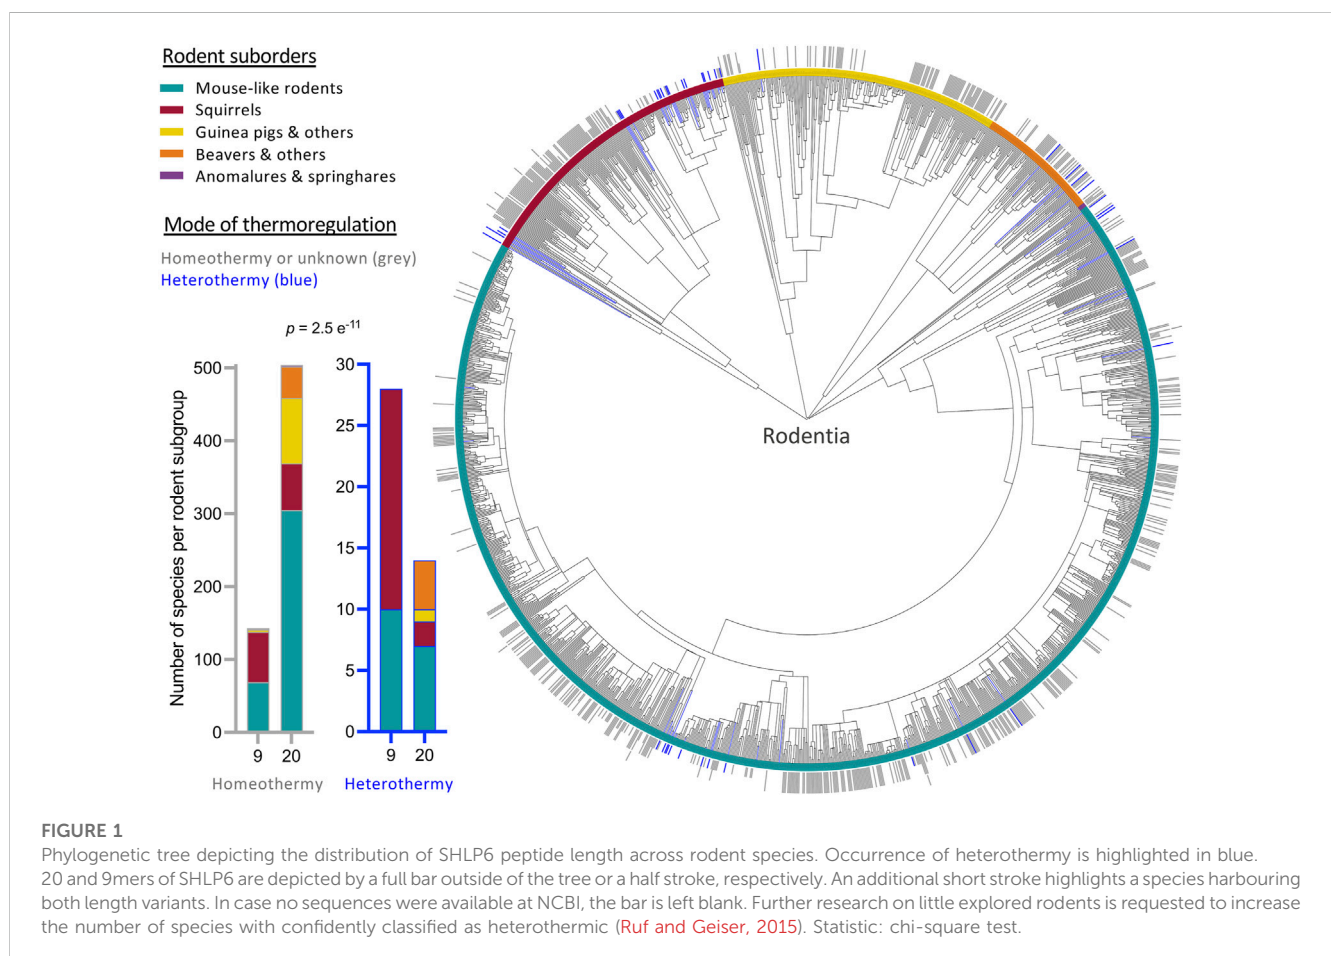 Rodent suborders
Mouse-like rodents
Squirrels
Guinea pigs & others
Beavers & others
Anomalures & springhares
Mode of thermoregulation
Homeothermy or unknown (grey)
Heterothermy (blue)
p = 2.5 e-11
Number of species per rodent subgroup
500
400
300
200
100
0
9 20
Homeothermy
30
25
20
15
10
5
0
9 20
Heterothermy
Rodentia
FIGURE 1
Phylogenetic tree depicting the distribution of SHLP6 peptide length across rodent species. Occurrence of heterothermy is highlighted in blue.
20 and 9mers of SHLP6 are depicted by a full bar outside of the tree or a half stroke, respectively. An additional short stroke highlights a species harbouring
both length variants. In case no sequences were available at NCBI, the bar is left blank. Further research on little explored rodents is requested to increase
the number of species with confidently classified as heterothermic (Ruf and Geiser, 2015). Statistic: chi-square test.